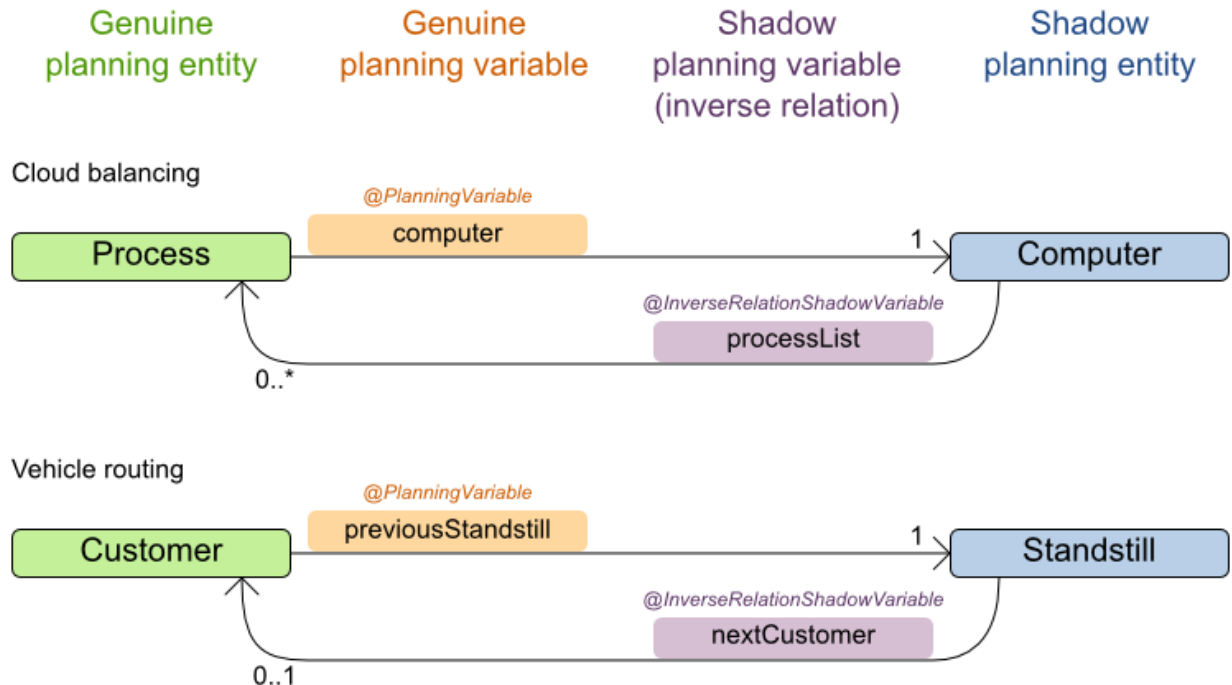 Genuine
planning entity
Genuine
planning variable
Shadow
planning variable
(inverse relation)
Shadow
planning entity
Cloud balancing
@PlanningVariable
computer
Process
1
Computer
@InverseRelationShadowVariable
processList
0..*
Vehicle routing
@PlanningVariable
previousStandstill
Customer
1
Standstill
@InverseRelationShadowVariable
nextCustomer
0..1